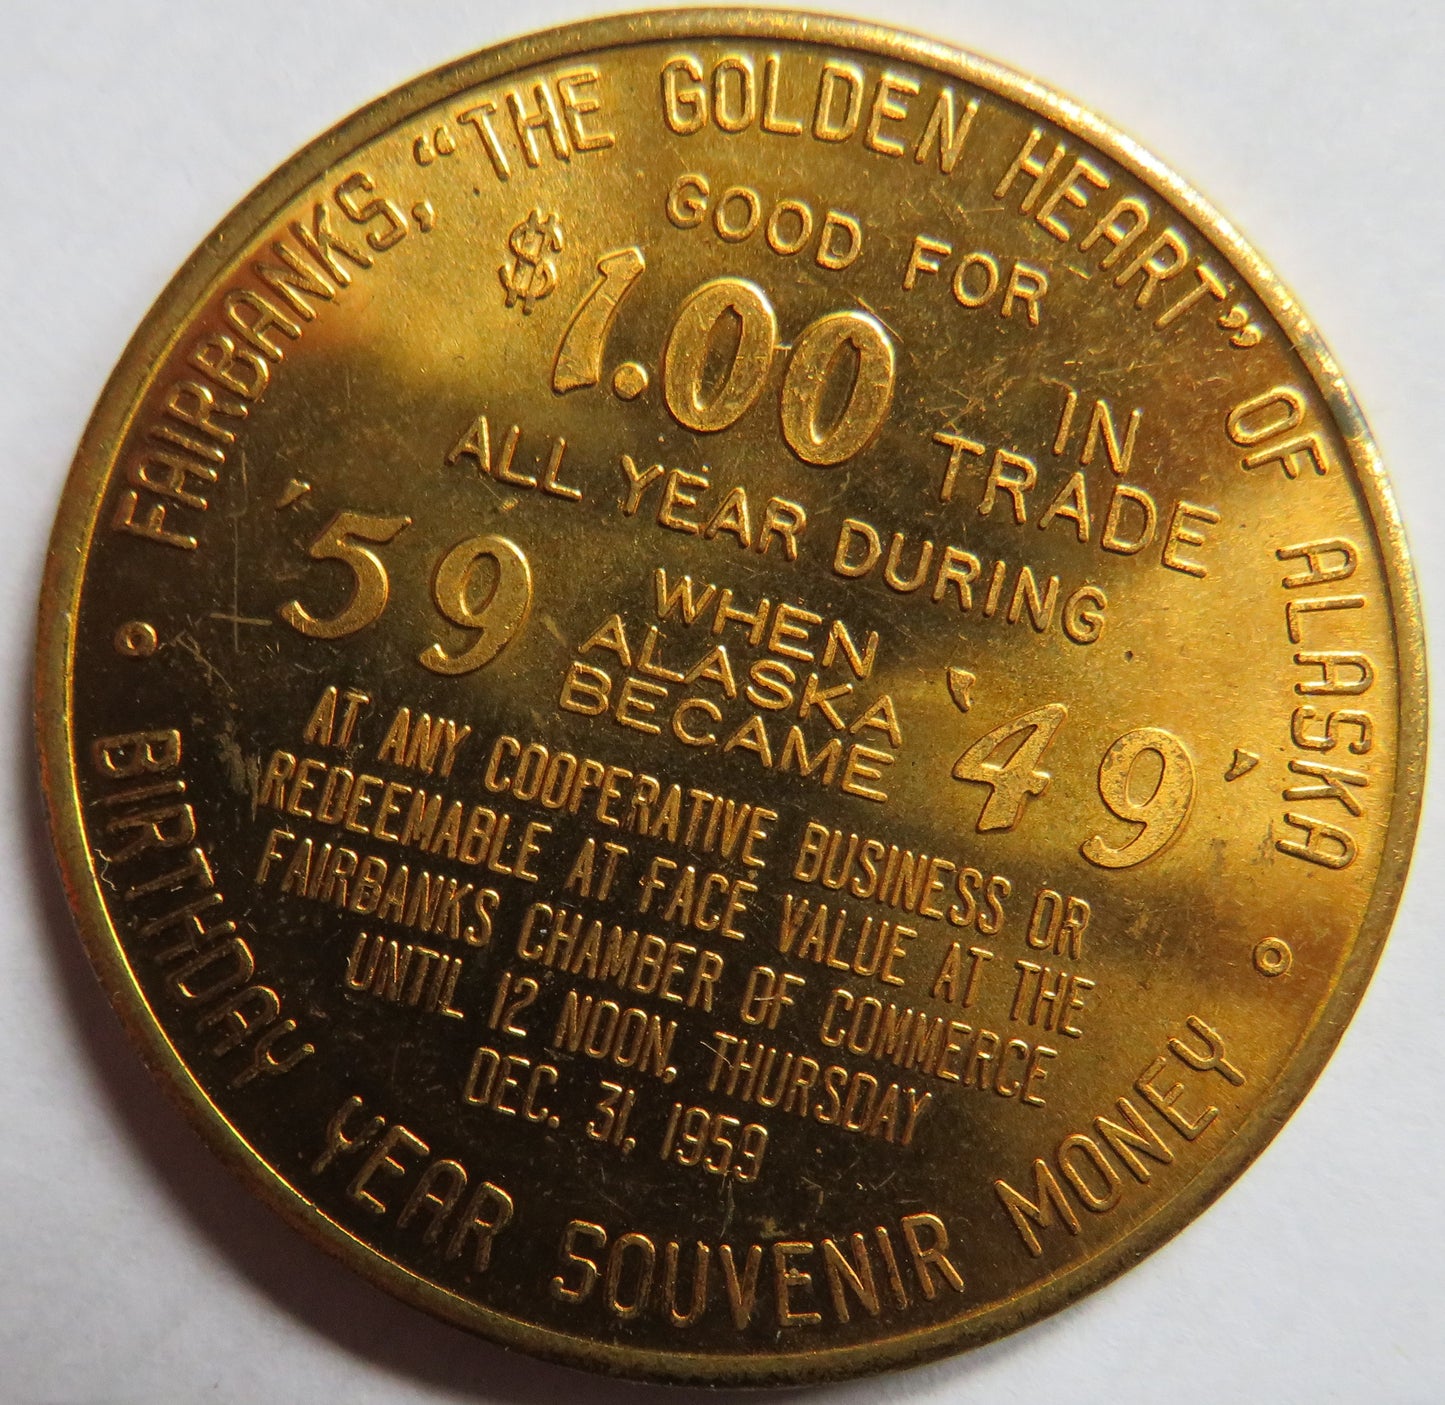 FAIRBANKS, "THE GOLDEN HEART" OF ALASKA
GOOD FOR
$1.00 IN TRADE
ALL YEAR DURING
'59 WHEN ALASKA BECAME '49'
AT ANY COOPERATIVE BUSINESS OR
REDEEMABLE AT FACE VALUE AT THE
FAIRBANKS CHAMBER OF COMMERCE
UNTIL 12 NOON, THURSDAY
DEC. 31, 1959
BIRTHDAY YEAR SOUVENIR MONEY